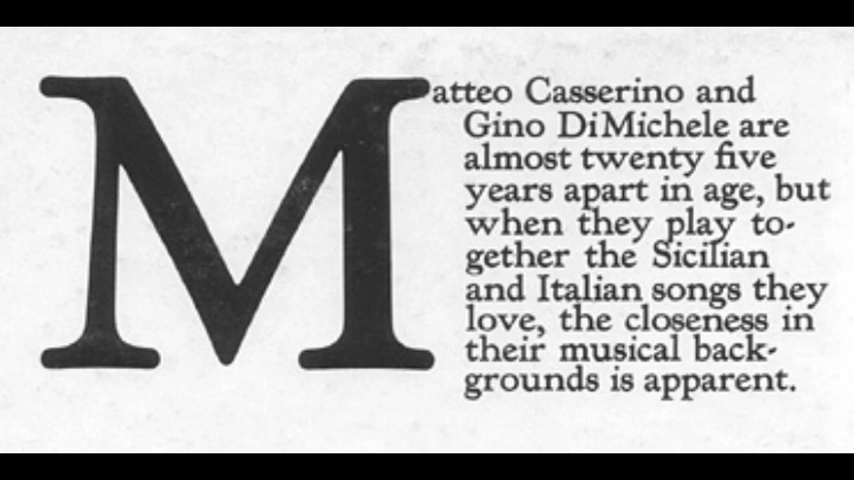 Matteo Casserino and
Gino DiMichele are
almost twenty five
years apart in age, but
when they play to-
gether the Sicilian
and Italian songs they
love, the closeness in
their musical back-
grounds is apparent.